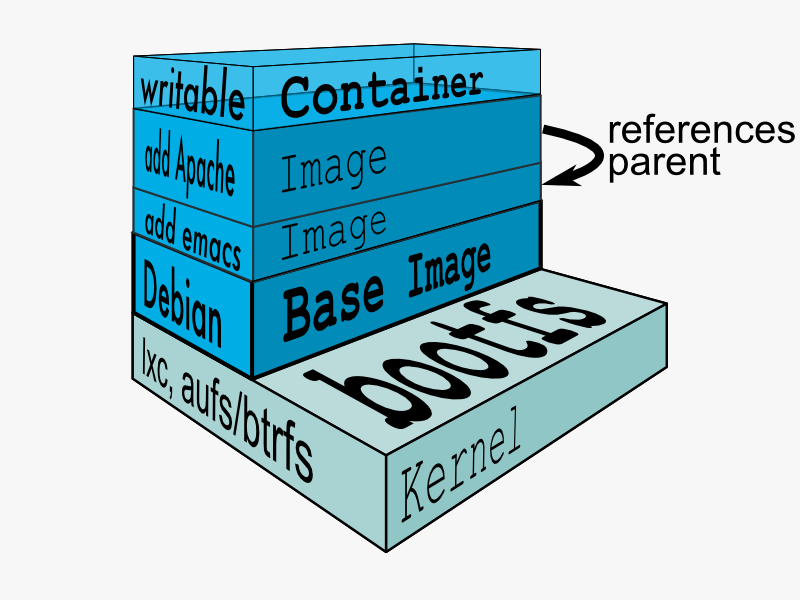 writable Container
add Apache Image
references
parent
add emacs Image
Debian Base Image
bootfs
lxc, aufs/btrfs
Kernel